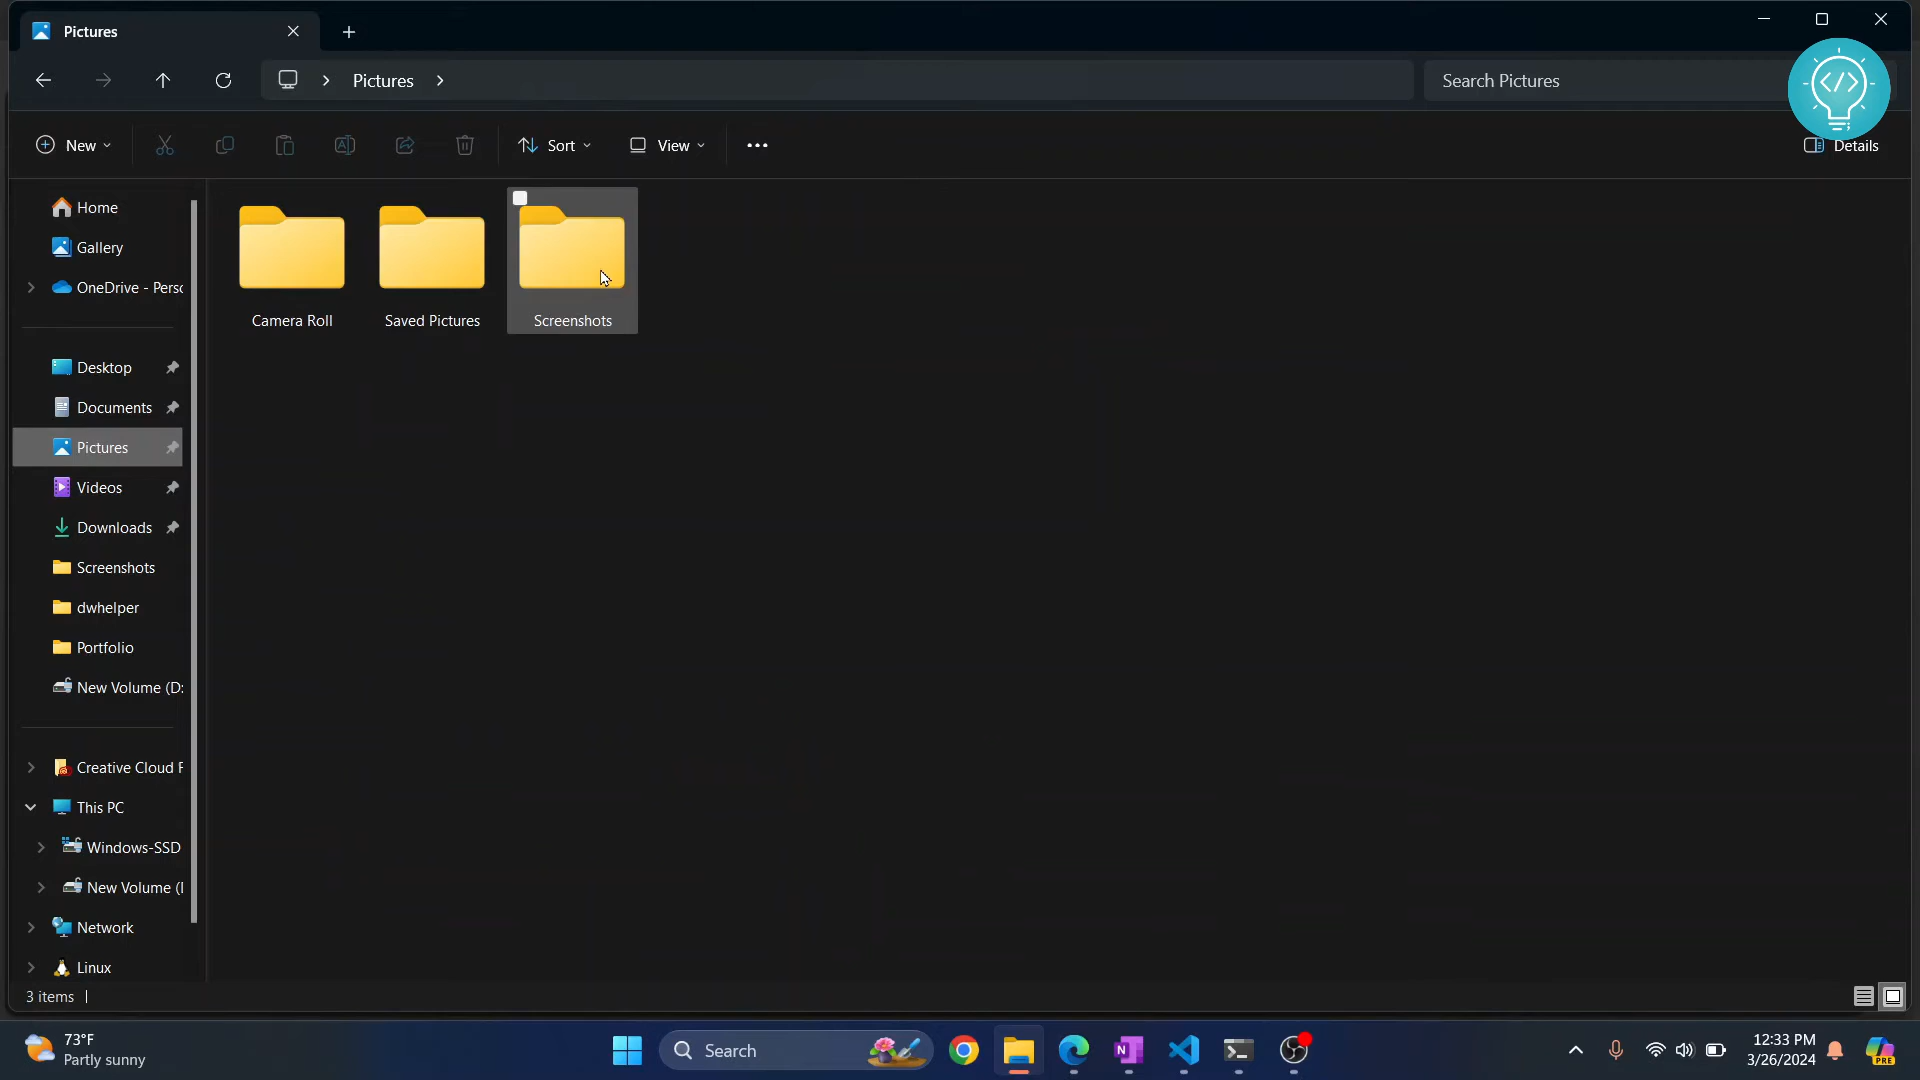 Pictures
Pictures
Search Pictures
New
Sort
View
Details
Home
Gallery
OneDrive - Persc
Desktop
Documents
Pictures
Videos
Downloads
Screenshots
dwhelper
Portfolio
New Volume (D:
Creative Cloud F
This PC
Windows-SSD
New Volume (I
Network
Linux
Camera Roll
Saved Pictures
Screenshots
3 items
73°F
Partly sunny
Search
12:33 PM
3/26/2024
PRE